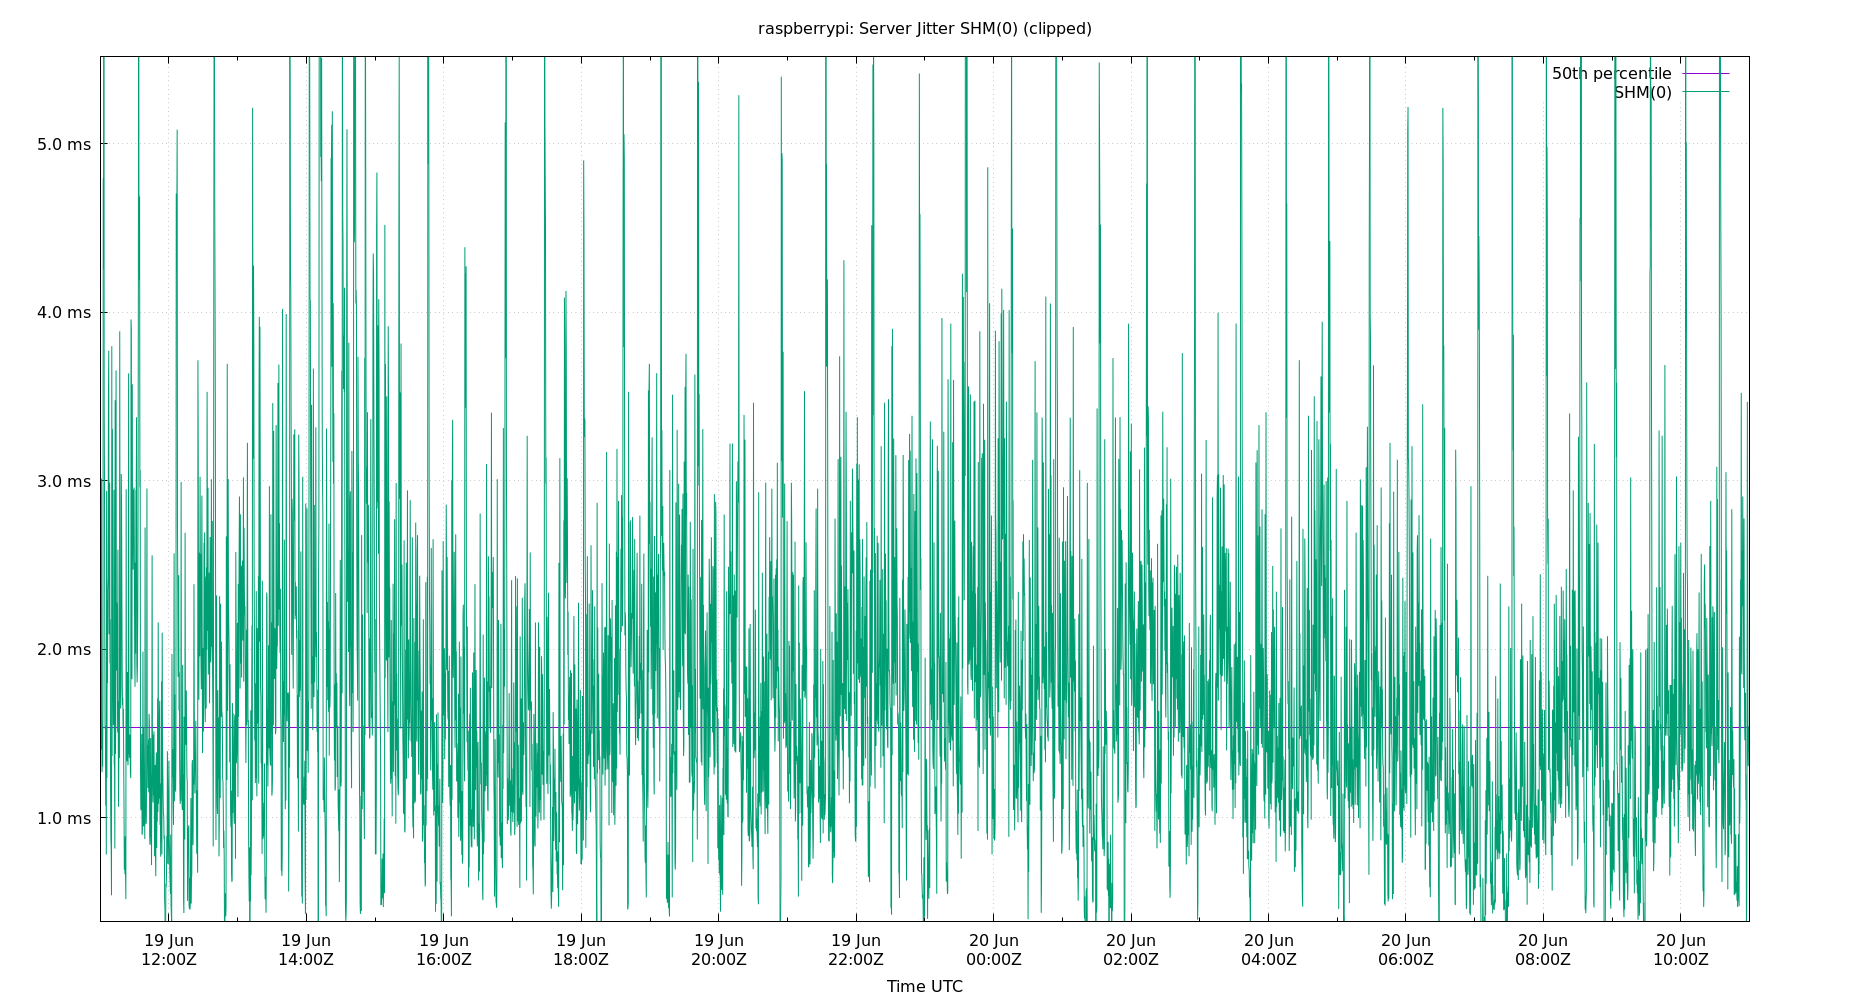 raspberrypi: Server Jitter SHM(0) (clipped)
50th percentile
SHM(0)
5.0 ms
4.0 ms
3.0 ms
2.0 ms
1.0 ms
19 Jun 19 Jun 19 Jun 19 Jun 19 Jun 19 Jun 20 Jun 20 Jun 20 Jun 20 Jun 20 Jun 20 Jun
12:00Z 14:00Z 16:00Z 18:00Z 20:00Z 22:00Z 00:00Z 02:00Z 04:00Z 06:00Z 08:00Z 10:00Z
Time UTC